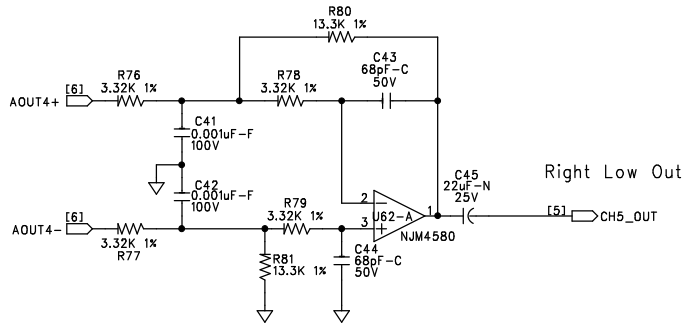 R80
13.3K 1%
C43
68pF-C
50V
[6]
R76
3.32K 1%
R78
3.32K 1%
AOUT4+
C41
0.001uF-F
100V
C42
0.001uF-F
100V
C45
22uF-N
25V
Right Low Out
[6]
R79
3.32K 1%
2
U62-A
1
3
NJM4580
[5]
CH5_OUT
AOUT4-
3.32K 1%
R77
R81
13.3K 1%
C44
68pF-C
50V